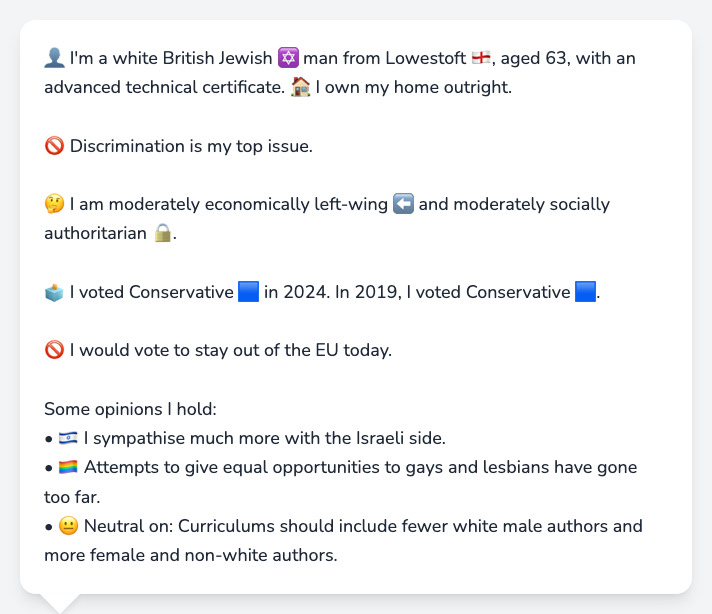 👤 I'm a white British Jewish ✡️ man from Lowestoft 🏴󠁧󠁢󠁥󠁮󠁧󠁿, aged 63, with an
advanced technical certificate. 🏠 I own my home outright.
🚫 Discrimination is my top issue.
🤔 I am moderately economically left-wing ⬅️ and moderately socially
authoritarian 🔒.
🗳️ I voted Conservative 🟦 in 2024. In 2019, I voted Conservative 🟦.
🚫 I would vote to stay out of the EU today.
Some opinions I hold:
• 🇮🇱 I sympathise much more with the Israeli side.
• 🏳️‍🌈 Attempts to give equal opportunities to gays and lesbians have gone
too far.
• 😐 Neutral on: Curriculums should include fewer white male authors and
more female and non-white authors.